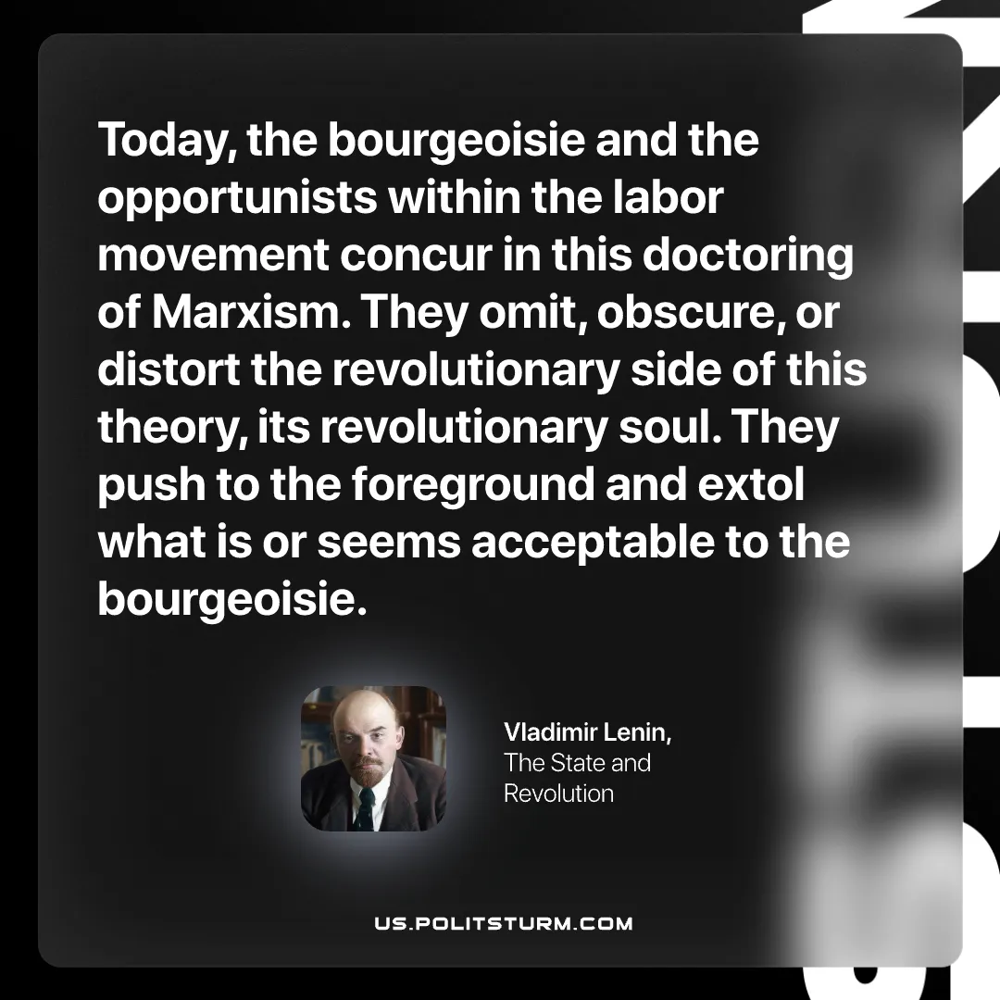 Today, the bourgeoisie and the
opportunists within the labor
movement concur in this doctoring
of Marxism. They omit, obscure, or
distort the revolutionary side of this
theory, its revolutionary soul. They
push to the foreground and extol
what is or seems acceptable to the
bourgeoisie.
Vladimir Lenin,
The State and
Revolution
US.POLITSTURM.COM